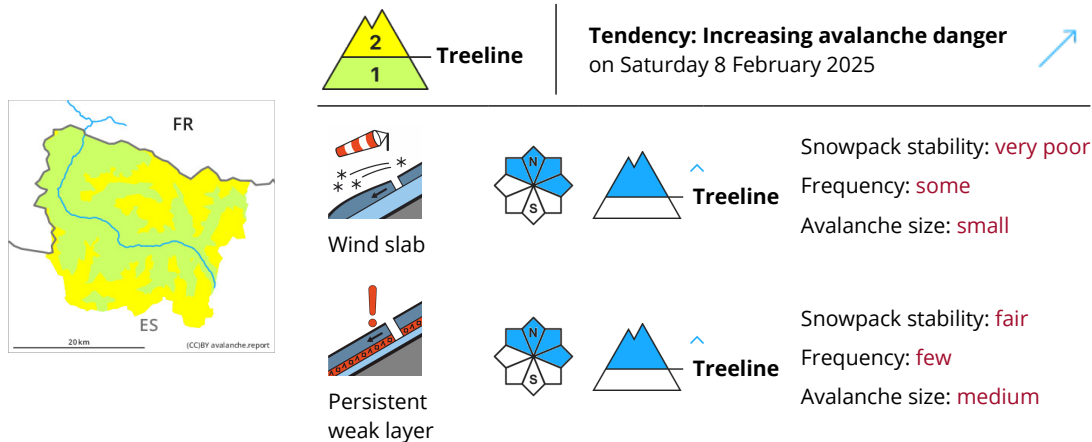 2
1
Treeline
Tendency: Increasing avalanche danger
on Saturday 8 February 2025
FR
ES
20 km
(CC)BY avalanche.report
Wind slab
N
S
Treeline
Snowpack stability: very poor
Frequency: some
Avalanche size: small
Persistent
weak layer
N
S
Treeline
Snowpack stability: fair
Frequency: few
Avalanche size: medium